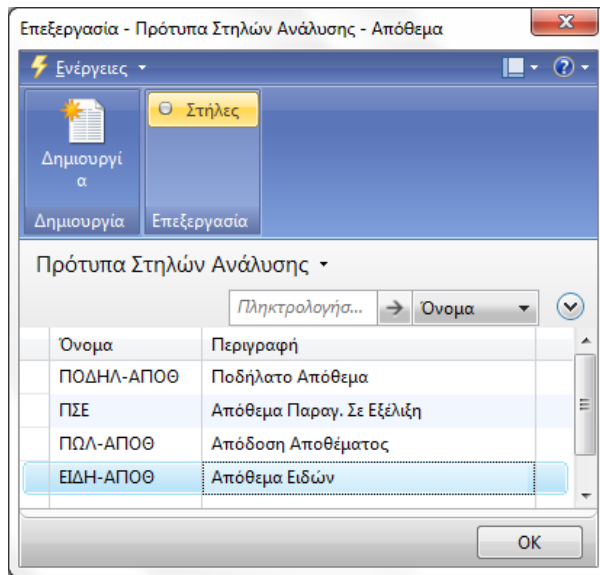 Επεξεργασία - Πρότυπα Στηλών Ανάλυσης - Απόθεμα
Ενέργειες
Στήλες
Δημιουργί
α
Δημιουργία Επεξεργασία
Πρότυπα Στηλών Ανάλυσης
Πληκτρολογήσ... Όνομα
Όνομα Περιγραφή
ΠΟΔΗΛ-ΑΠΟΘ Ποδήλατο Απόθεμα
ΠΣΕ Απόθεμα Παραγ. Σε Εξέλιξη
ΠΩΛ-ΑΠΟΘ Απόδοση Αποθέματος
ΕΙΔΗ-ΑΠΟΘ Απόθεμα Ειδών
OK